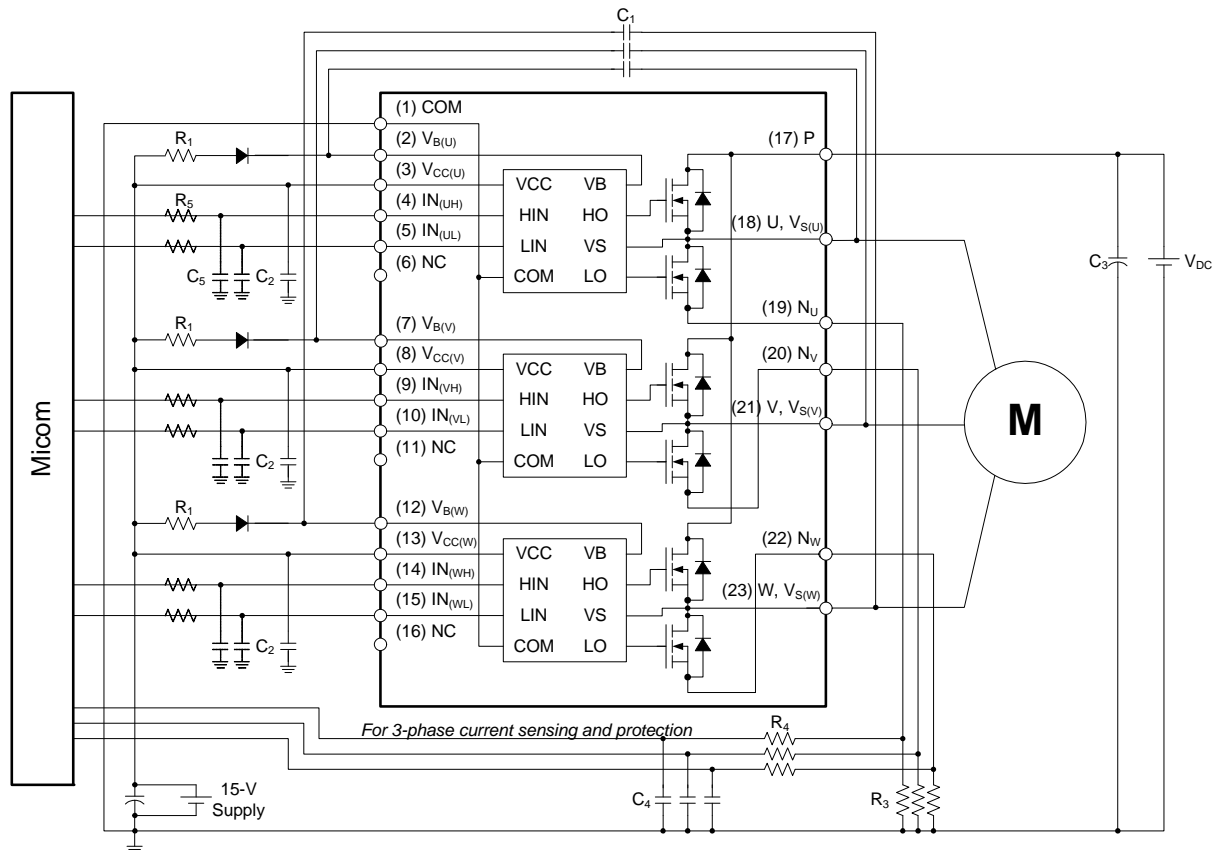 C1
Micom
(1) COM
(2) VB(U)
R1
(3) VCC(U)
(4) IN(UH)
R5
(5) IN(UL)
(6) NC
C5
C2
VCC VB
HIN HO
LIN VS
COM LO
(17) P
(18) U, VS(U)
(19) NU
C3
VDC
(7) VB(V)
R1
(8) VCC(V)
(9) IN(VH)
(10) IN(VL)
(11) NC
C2
VCC VB
HIN HO
LIN VS
COM LO
(20) NV
(21) V, VS(V)
M
(12) VB(W)
R1
(13) VCC(W)
(14) IN(WH)
(15) IN(WL)
(16) NC
C2
VCC VB
HIN HO
LIN VS
COM LO
(22) NW
(23) W, VS(W)
For 3-phase current sensing and protection
R4
15-V
Supply
C4
R3